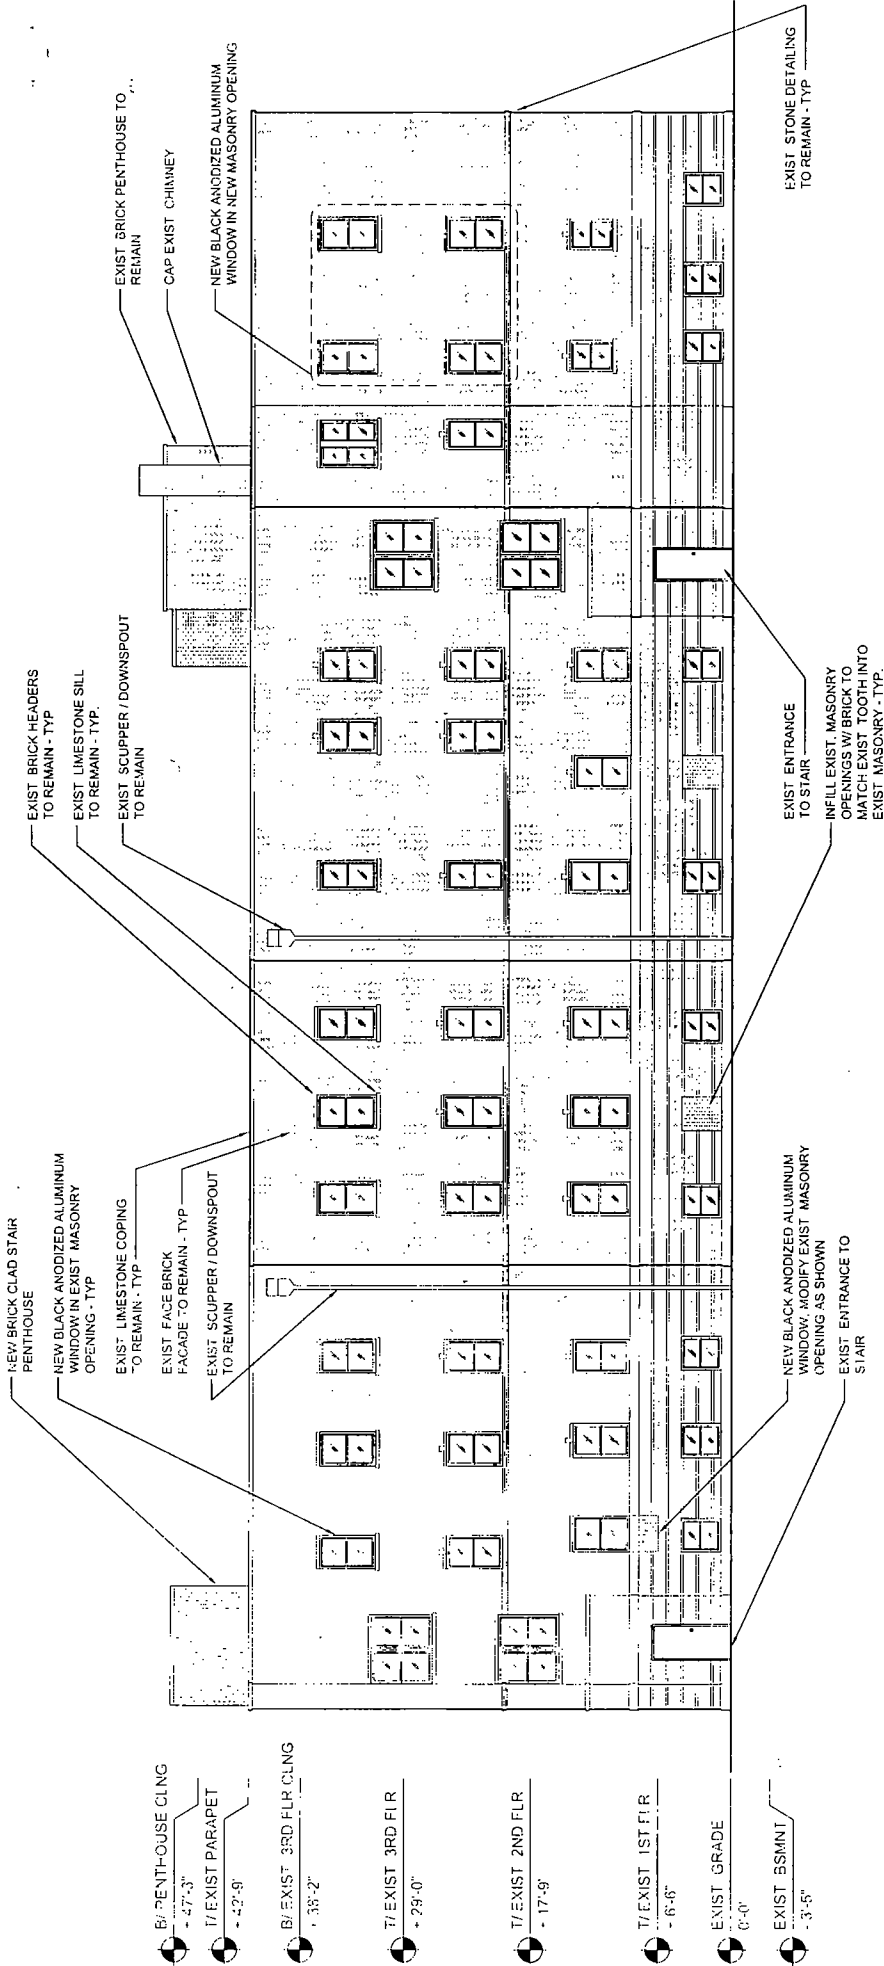 EXIST BRICK PENTHOUSE TO
REMAIN
CAP EXIST CHIMNEY
NEW BLACK ANODIZED ALUMINUM
WINDOW IN NEW MASONRY OPENING
EXIST STONE DETAILING
TO REMAIN - TYP
EXIST BRICK HEADERS
TO REMAIN - TYP
EXIST LIMESTONE SILL
TO REMAIN - TYP.
EXIST SCUPPER / DOWNSPOUT
TO REMAIN
EXIST ENTRANCE
TO STAIR
INFILL EXIST. MASONRY
OPENINGS W/ BRICK TO
MATCH EXIST TOOTH INTO
EXIST MASONRY - TYP.
NEW BRICK CLAD STAIR
PENTHOUSE
NEW BLACK ANODIZED ALUMINUM
WINDOW IN EXIST MASONRY
OPENING - TYP
EXIST LIMESTONE COPING
TO REMAIN - TYP
EXIST FACE BRICK
FACADE TO REMAIN - TYP
EXIST SCUPPER / DOWNSPOUT
TO REMAIN
NEW BLACK ANODIZED ALUMINUM
WINDOW, MODIFY EXIST MASONRY
OPENING AS SHOWN
EXIST ENTRANCE TO
STAIR
B/ PENTHOUSE CLNG
47'-3"
T/ EXIST PARAPET
42'-9"
B/ EXIST 3RD FLR CLNG
T/ EXIST 3RD FLR
+ 29'-0"
T/ EXIST 2ND FLR
17'-9"
T/ EXIST 1ST FLR
6'-6"
EXIST GRADE
0'-0"
EXIST BSMNT